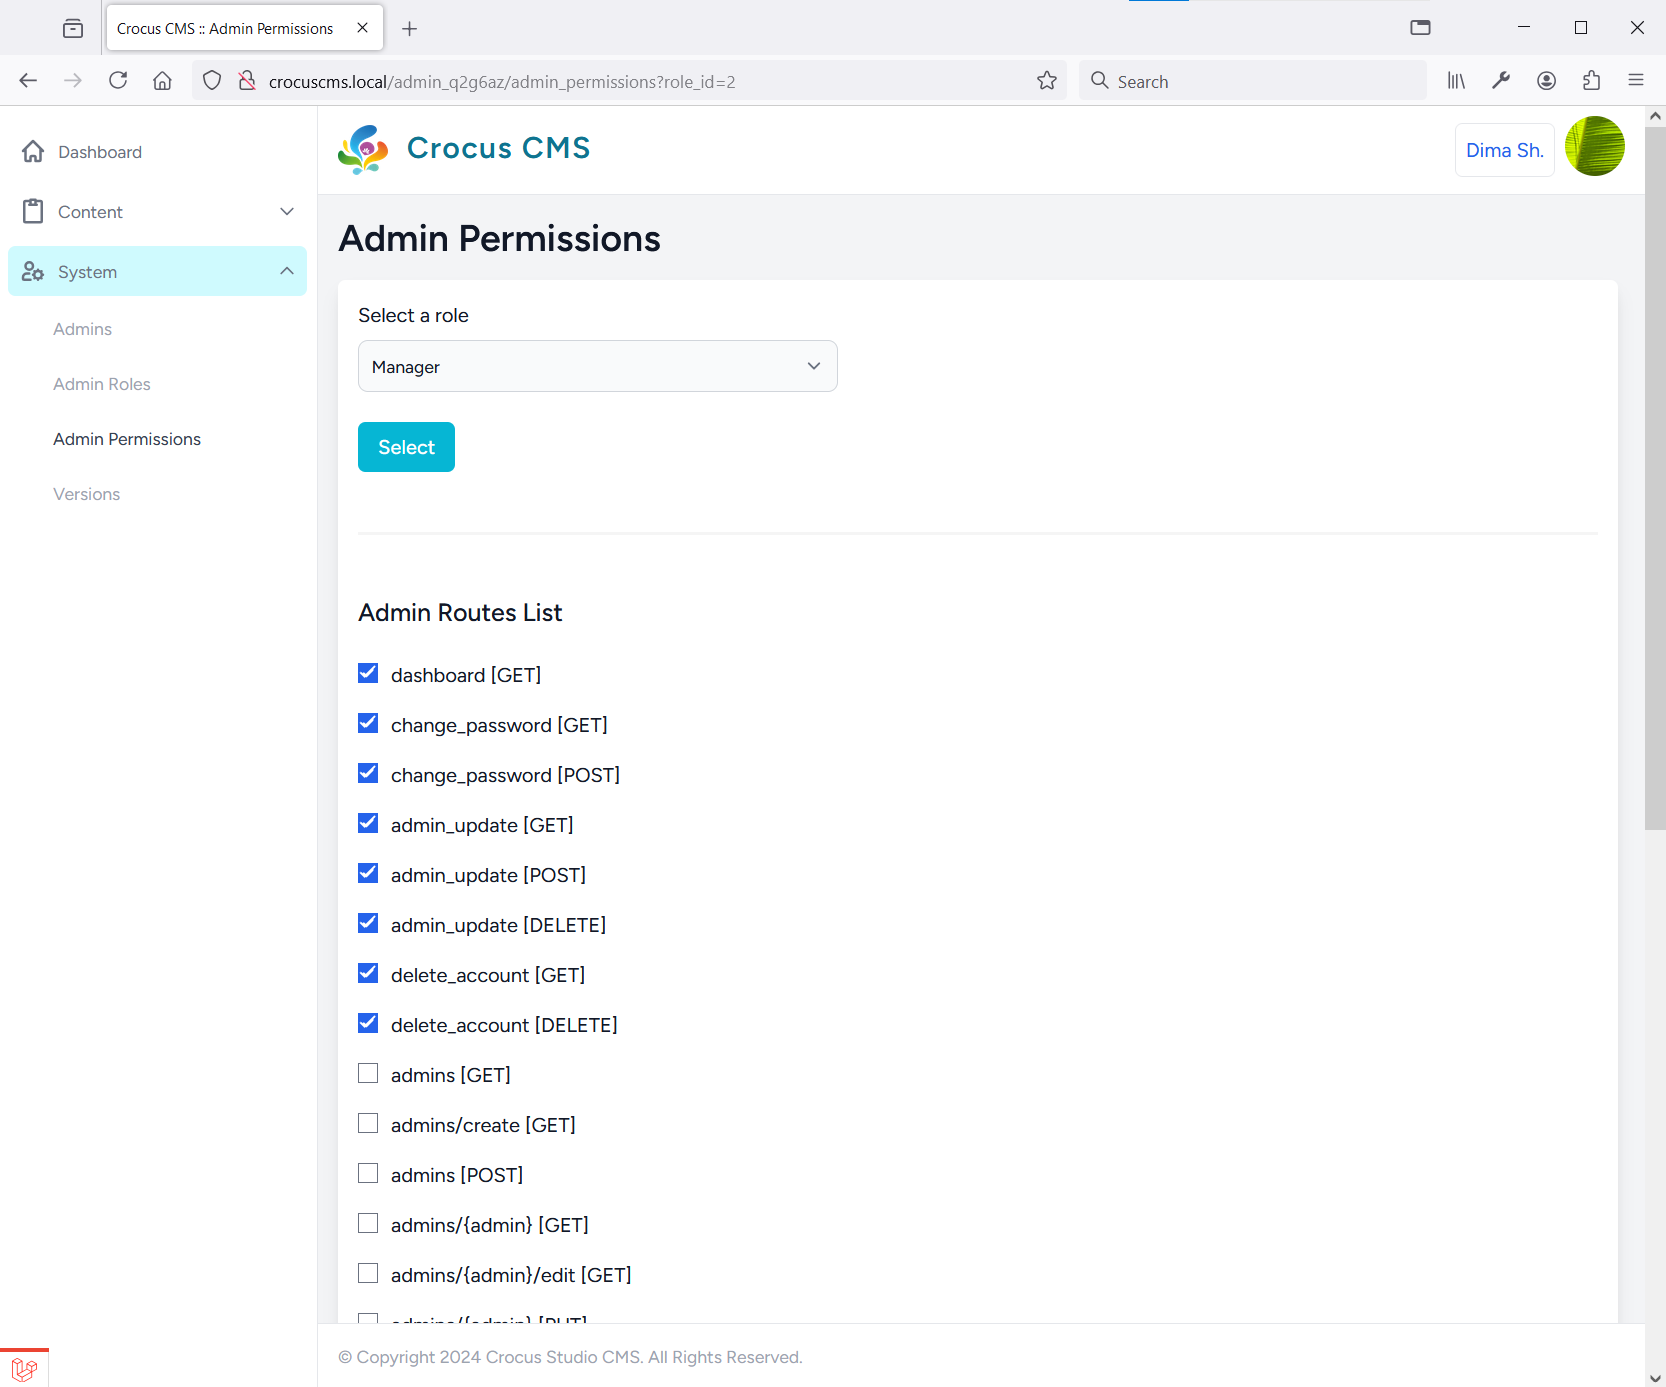 Crocus CMS :: Admin Permissions
crocuscms.local/admin_q2g6az/admin_permissions?role_id=2
Search
Dashboard
Content
System
Admins
Admin Roles
Admin Permissions
Versions
Crocus CMS
Dima Sh.
Admin Permissions
Select a role
Manager
Select
Admin Routes List
dashboard [GET]
change_password [GET]
change_password [POST]
admin_update [GET]
admin_update [POST]
admin_update [DELETE]
delete_account [GET]
delete_account [DELETE]
admins [GET]
admins/create [GET]
admins [POST]
admins/{admin} [GET]
admins/{admin}/edit [GET]
admins/{admin} [PUT]
© Copyright 2024 Crocus Studio CMS. All Rights Reserved.